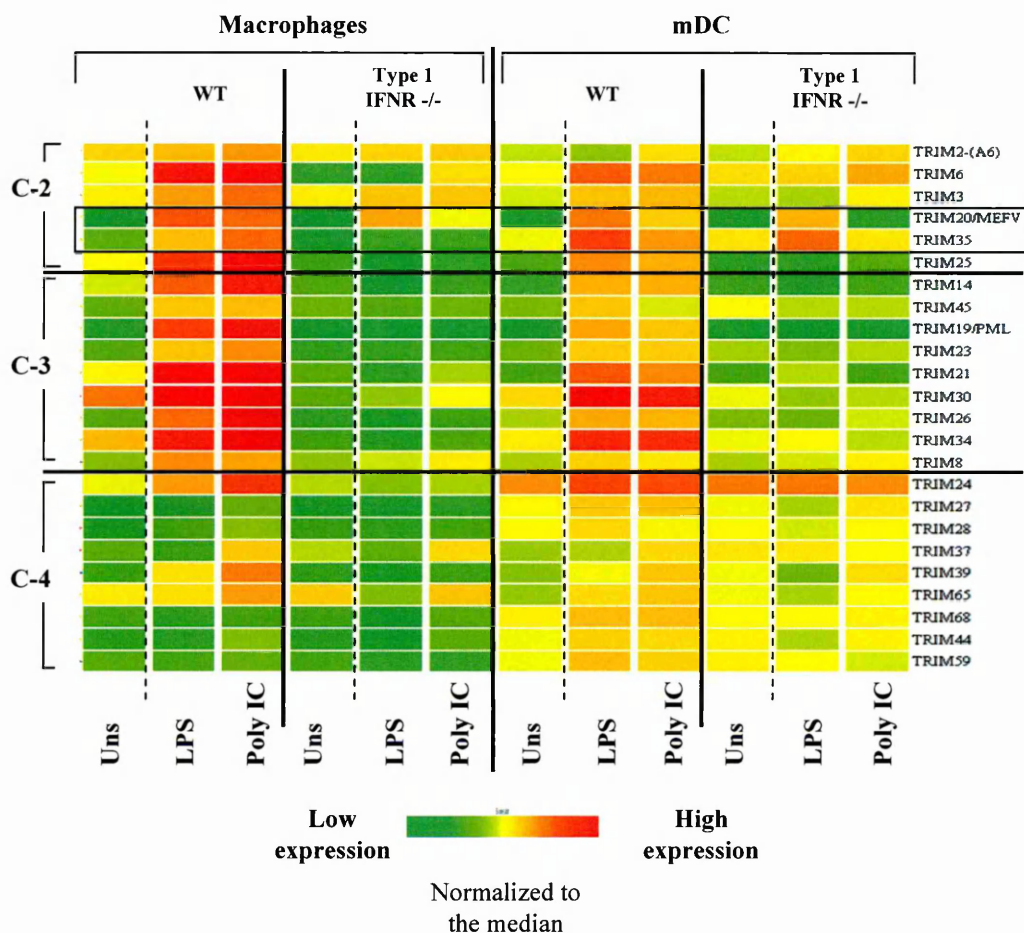 Macrophages
mDC
WT
Type 1
IFNR -/-
WT
Type 1
IFNR -/-
C-2
C-3
C-4
TRIM2-(A6)
TRIM6
TRIM3
TRIM20/MEFV
TRIM35
TRIM25
TRIM14
TRIM45
TRIM19/PML
TRIM23
TRIM21
TRIM30
TRIM26
TRIM34
TRIM8
TRIM24
TRIM27
TRIM28
TRIM37
TRIM39
TRIM65
TRIM68
TRIM44
TRIM59
Uns
LPS
Poly IC
Uns
LPS
Poly IC
Uns
LPS
Poly IC
Uns
LPS
Poly IC
Low
expression
High
expression
Normalized to
the median